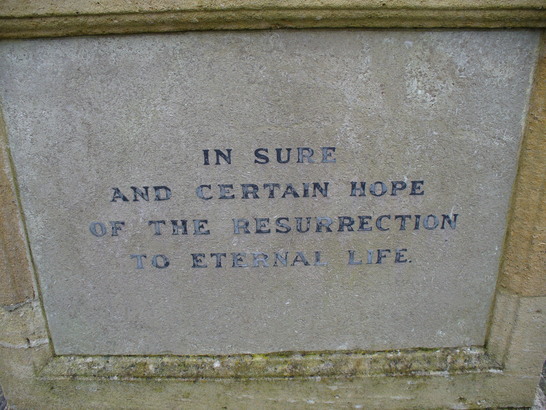 IN SURE
AND CERTAIN HOPE
OF THE RESURRECTION
TO ETERNAL LIFE.